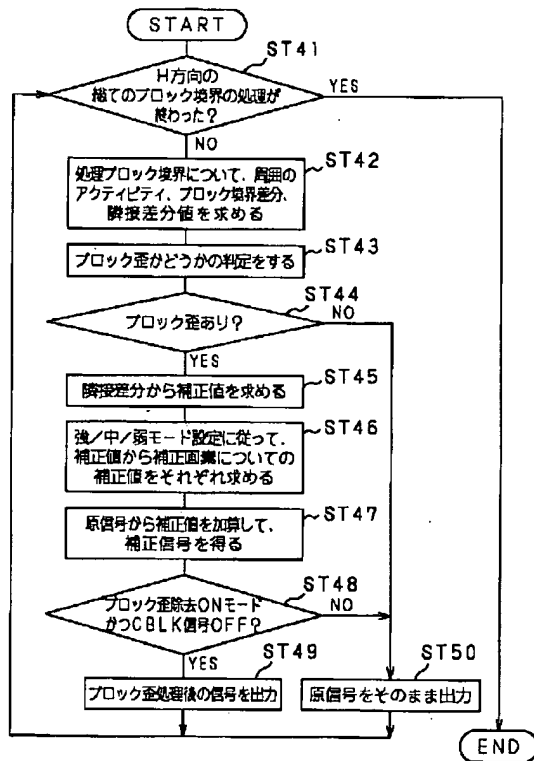 START
ST41
H方向の
総てのブロック境界の処理が
終わった?
YES
NO
ST42
処理ブロック境界について、周囲の
アクティビティ、ブロック境界差分、
隣接差分値を求める
ST43
ブロック歪かどうかの判定をする
ST44
ブロック歪あり?
NO
YES
ST45
隣接差分から補正値を求める
ST46
強/中/弱モード設定に従って、
補正値から補正画素についての
補正値をそれぞれ求める
ST47
原信号から補正値を加算して、
補正信号を得る
ST48
ブロック歪除去ONモード
かつCBLK信号OFF?
NO
YES
ST49
ブロック歪処理後の信号を出力
ST50
原信号をそのまま出力
END